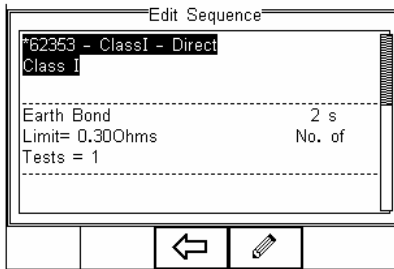 Edit Sequence
*62353 - ClassI - Direct
Class I
Earth Bond 2 s
Limit= 0.30Ohms No. of
Tests = 1